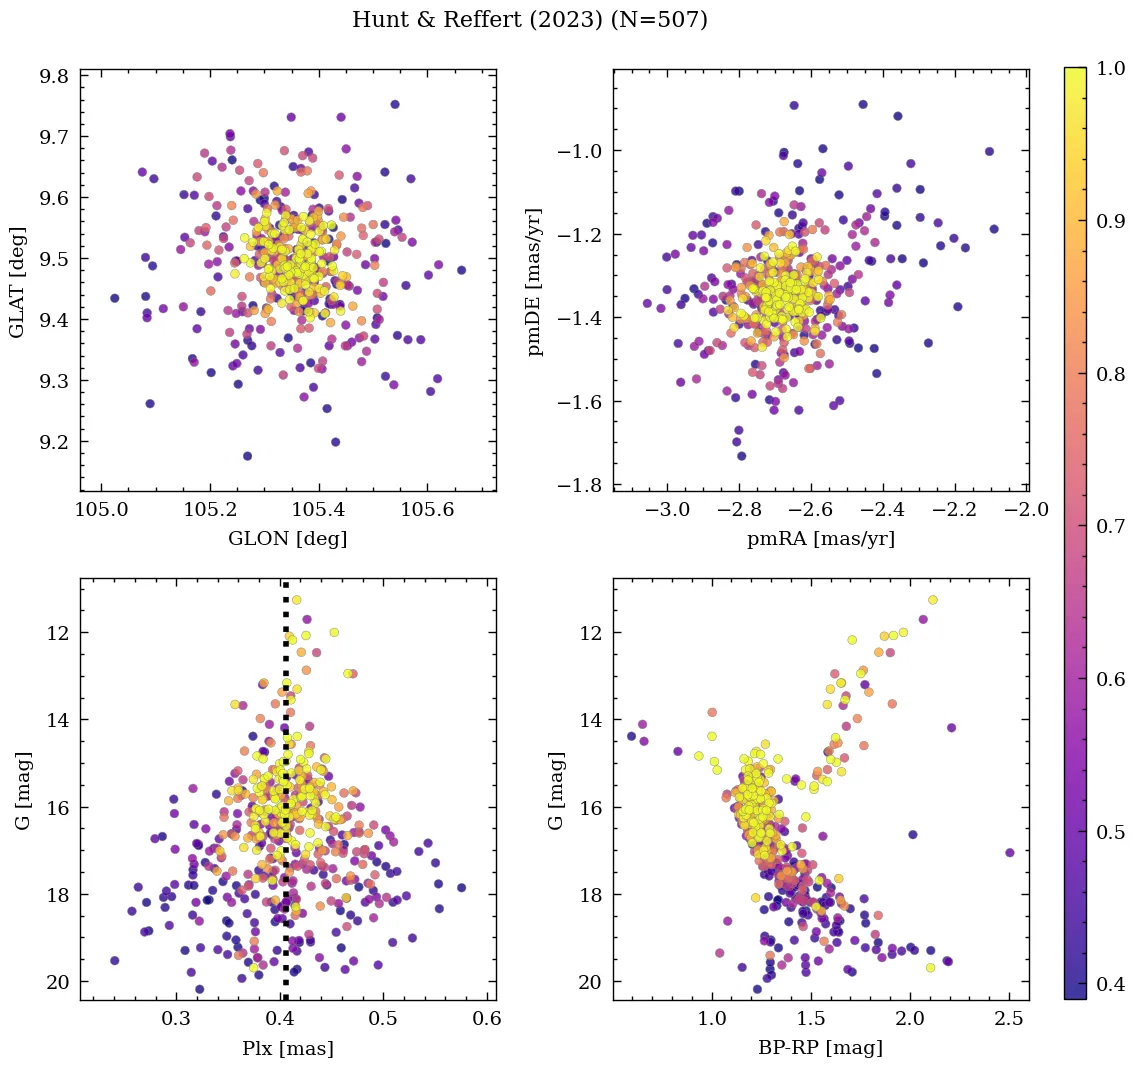 Hunt & Reffert (2023) (N=507)
9.8
9.7
9.6
9.5
9.4
9.3
9.2
GLAT [deg]
105.0 105.2 105.4 105.6
GLON [deg]
−1.0
−1.2
−1.4
−1.6
−1.8
pmDE [mas/yr]
−3.0 −2.8 −2.6 −2.4 −2.2 −2.0
pmRA [mas/yr]
12
14
16
18
20
G [mag]
0.3 0.4 0.5 0.6
Plx [mas]
12
14
16
18
20
G [mag]
1.0 1.5 2.0 2.5
BP-RP [mag]
1.0
0.9
0.8
0.7
0.6
0.5
0.4